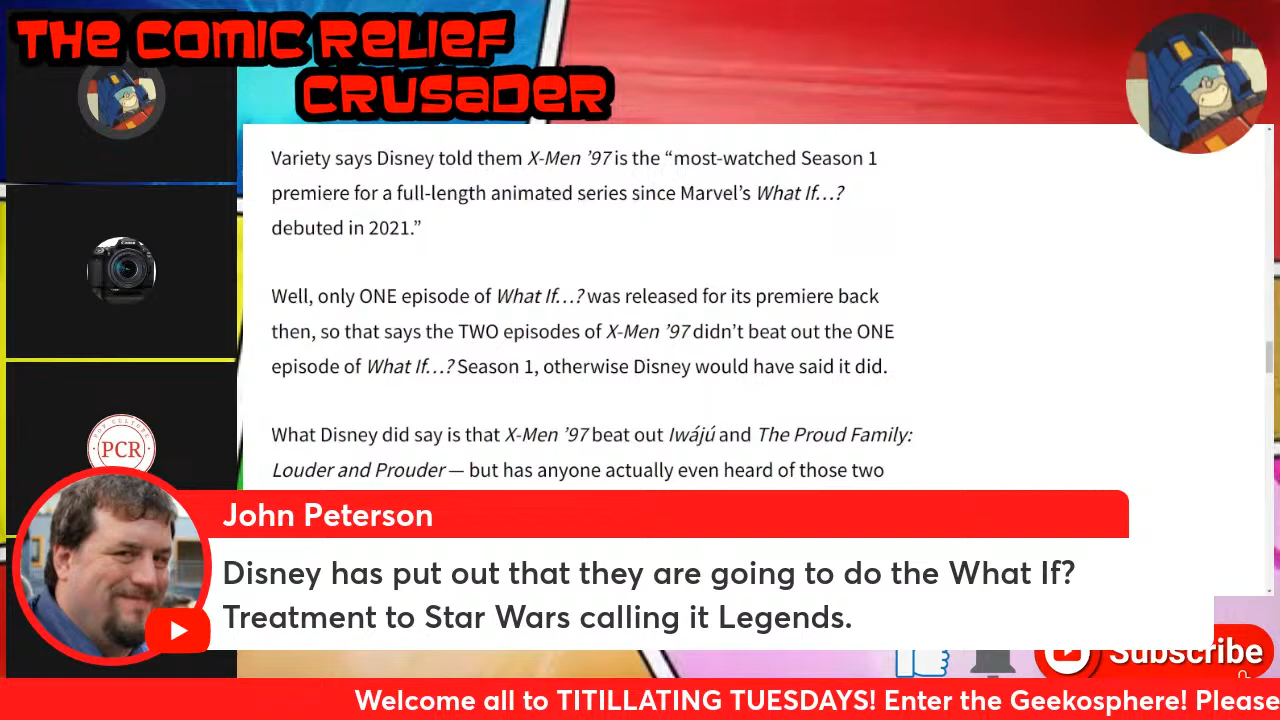 THE COMIC RELIEF
CRUSADER
Variety says Disney told them X-Men ’97 is the “most-watched Season 1
premiere for a full-length animated series since Marvel’s What If…?
debuted in 2021.”
Well, only ONE episode of What If…? was released for its premiere back
then, so that says the TWO episodes of X-Men ’97 didn’t beat out the ONE
episode of What If…? Season 1, otherwise Disney would have said it did.
What Disney did say is that X-Men ’97 beat out Iwájú and The Proud Family:
Louder and Prouder — but has anyone actually even heard of those two
POP CULTURE
PCR
John Peterson
Disney has put out that they are going to do the What If?
Treatment to Star Wars calling it Legends.
Subscribe
Welcome all to TITILLATING TUESDAYS! Enter the Geekosphere! Please